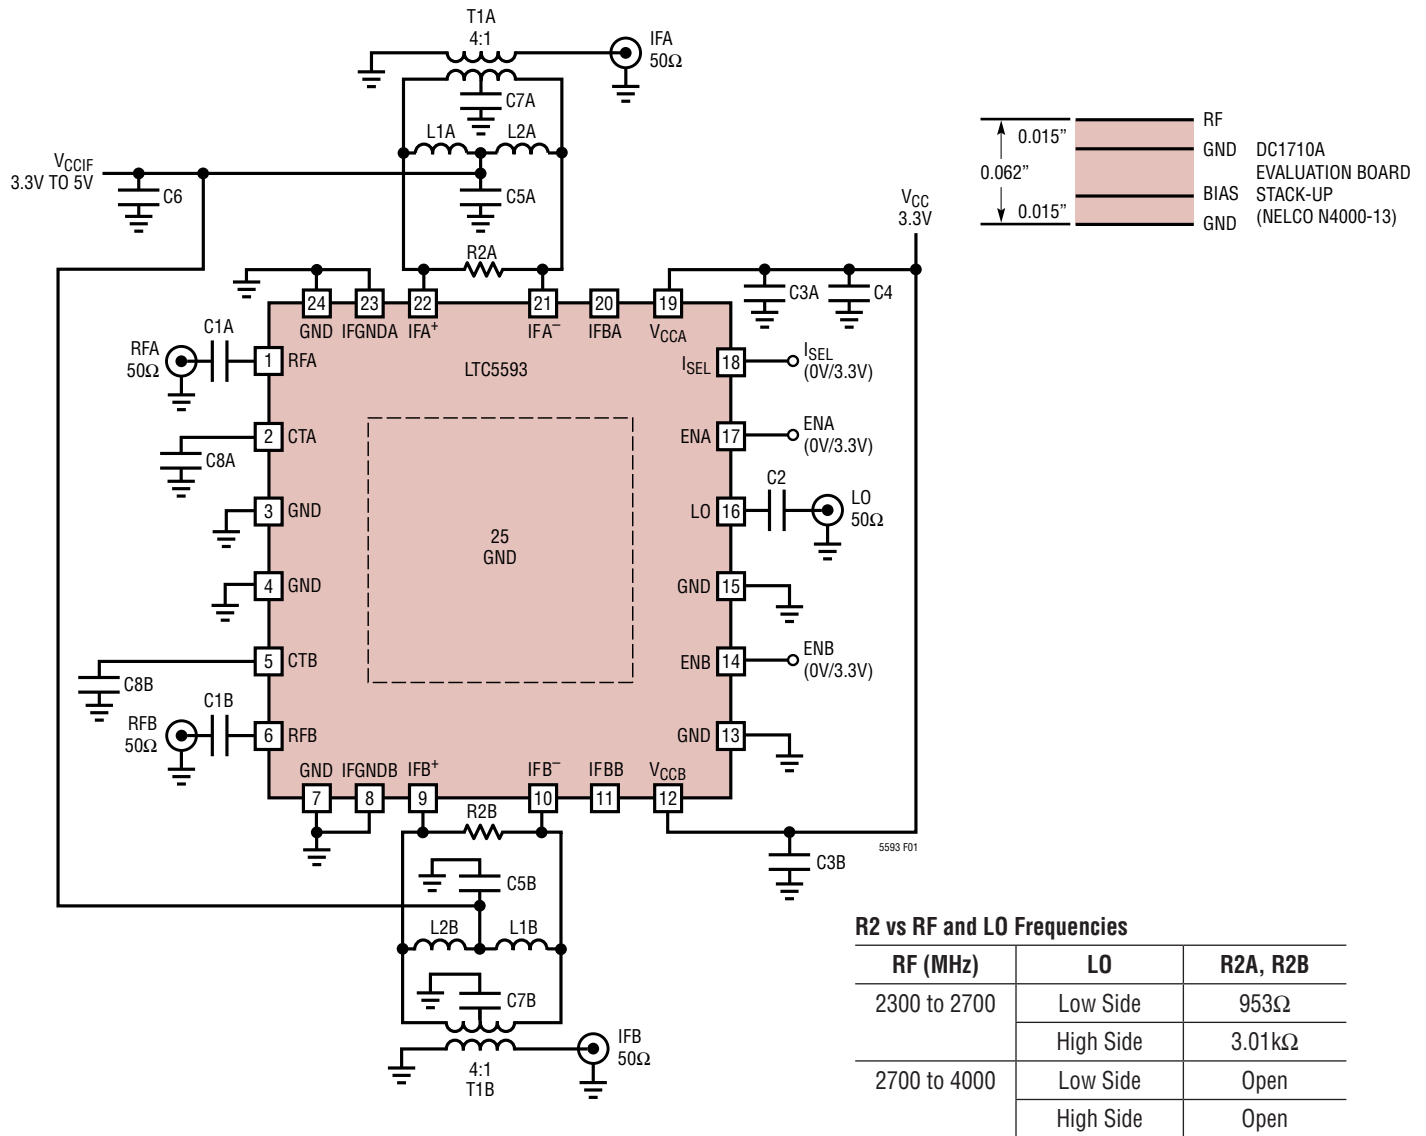 T1A
4:1
IFA
50Ω
C7A
L1A
L2A
VCCIF
3.3V TO 5V
C6
C5A
R2A
RF
0.015"
GND
DC1710A
EVALUATION BOARD
STACK-UP
(NELCO N4000-13)
0.062"
BIAS
0.015"
GND
VCC
3.3V
C3A
C4
24
23
22
21
20
19
GND
IFGNDA
IFA+
IFA–
IFBA
VCCA
C1A
RFA
50Ω
1
RFA
LTC5593
ISEL
18
ISEL
(0V/3.3V)
2
CTA
C8A
ENA
17
ENA
(0V/3.3V)
3
GND
LO
16
C2
LO
50Ω
25
GND
4
GND
GND
15
5
CTB
C8B
ENB
14
ENB
(0V/3.3V)
C1B
RFB
50Ω
6
RFB
GND
13
GND
IFGNDB
IFB+
IFB–
IFBB
VCCB
7
8
9
10
11
12
R2B
5593 F01
C3B
C5B
L2B
L1B
C7B
IFB
50Ω
4:1
T1B
R2 vs RF and LO Frequencies
RF (MHz) LO R2A, R2B
2300 to 2700 Low Side 953Ω
High Side 3.01kΩ
2700 to 4000 Low Side Open
High Side Open